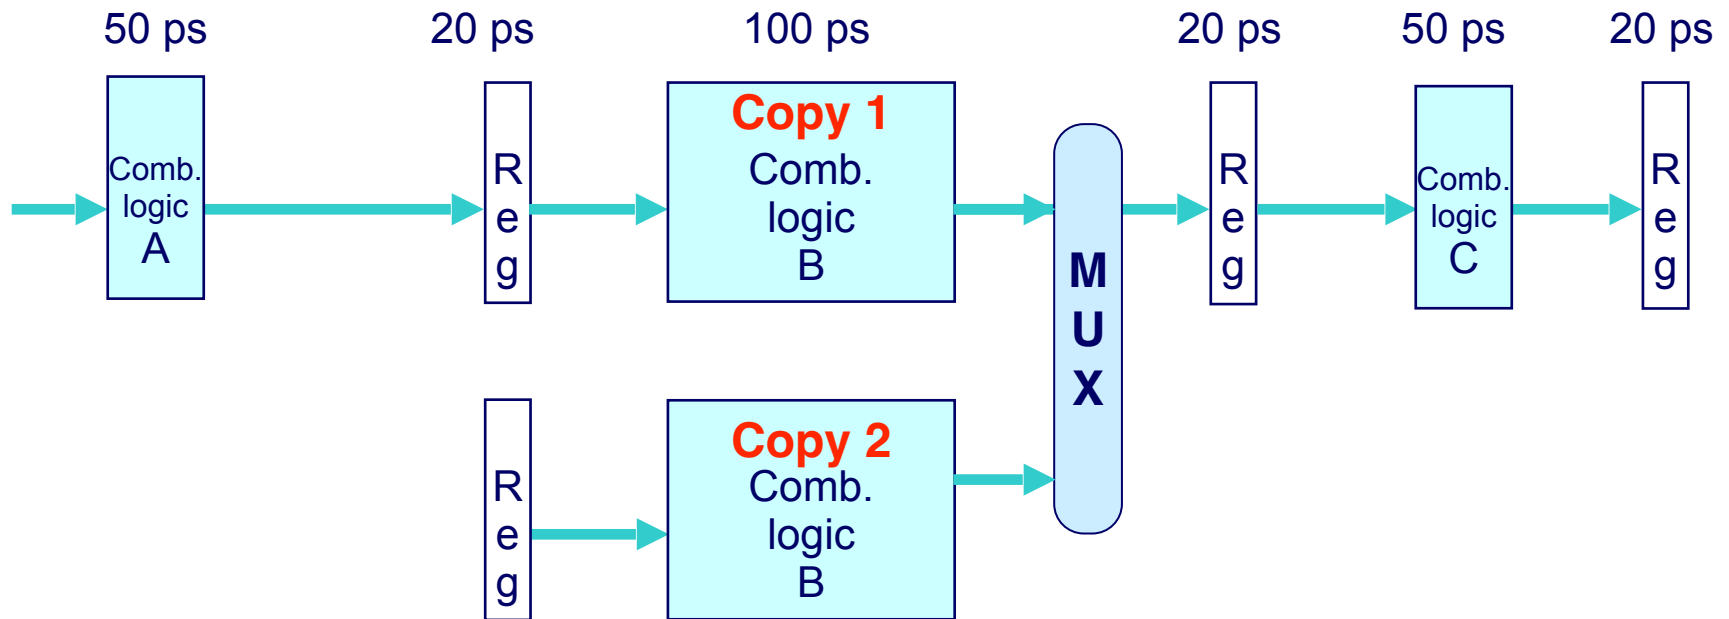 50 ps
20 ps
100 ps
20 ps
50 ps
20 ps
Comb.
logic
A
R
e
g
Copy 1
Comb.
logic
B
M
U
X
R
e
g
Comb.
logic
C
R
e
g
R
e
g
Copy 2
Comb.
logic
B